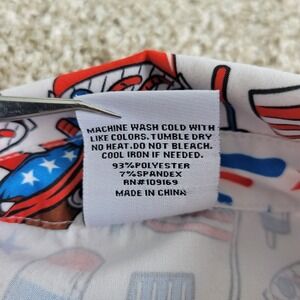 MACHINE WASH COLD WITH
LIKE COLORS. TUMBLE DRY
NO HEAT. DO NOT BLEACH.
COOL IRON IF NEEDED.
93% POLYESTER
7% SPANDEX
RN#109169
MADE IN CHINA